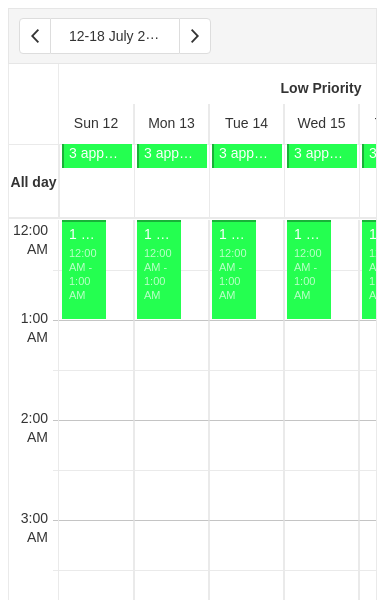 12-18 July 2…
Low Priority
Sun 12 Mon 13 Tue 14 Wed 15
All day 3 app… 3 app… 3 app… 3 app… 3
12:00 AM
1 … 1 … 1 … 1 … 1
12:00 12:00 12:00 12:00
AM - AM - AM - AM -
1:00 1:00 1:00 1:00
AM AM AM AM
1:00
AM
2:00
AM
3:00
AM